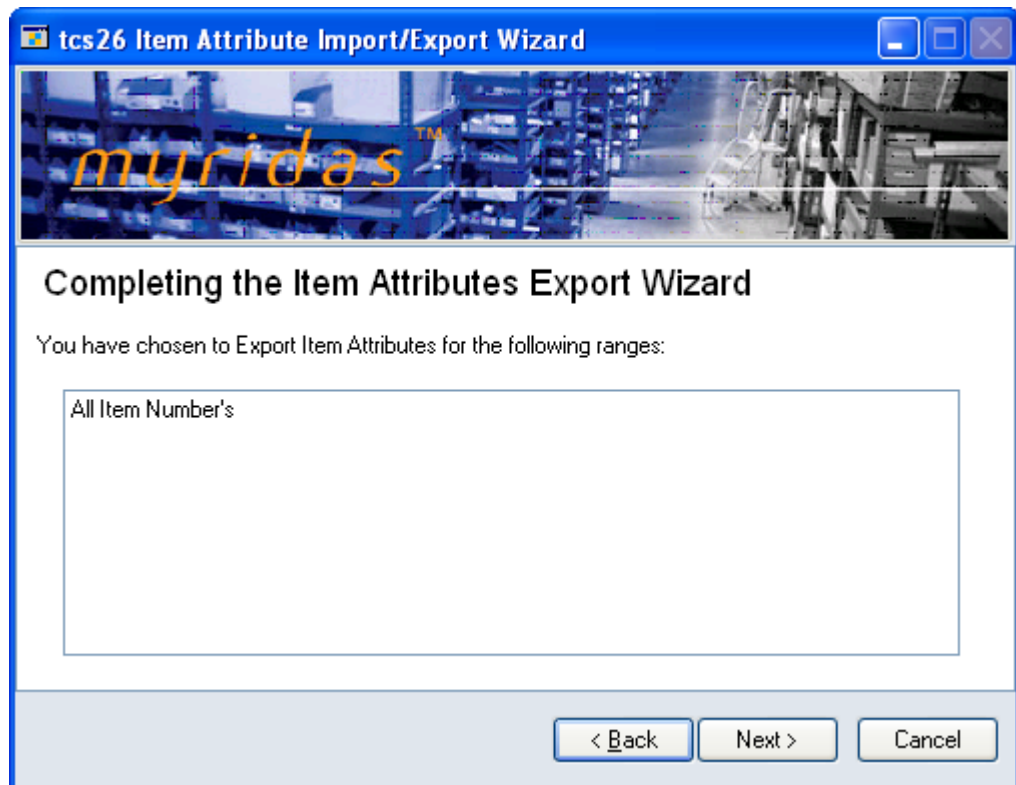 tcs26 Item Attribute Import/Export Wizard
myridas™
Completing the Item Attributes Export Wizard
You have chosen to Export Item Attributes for the following ranges:
All Item Number's
< Back Next > Cancel